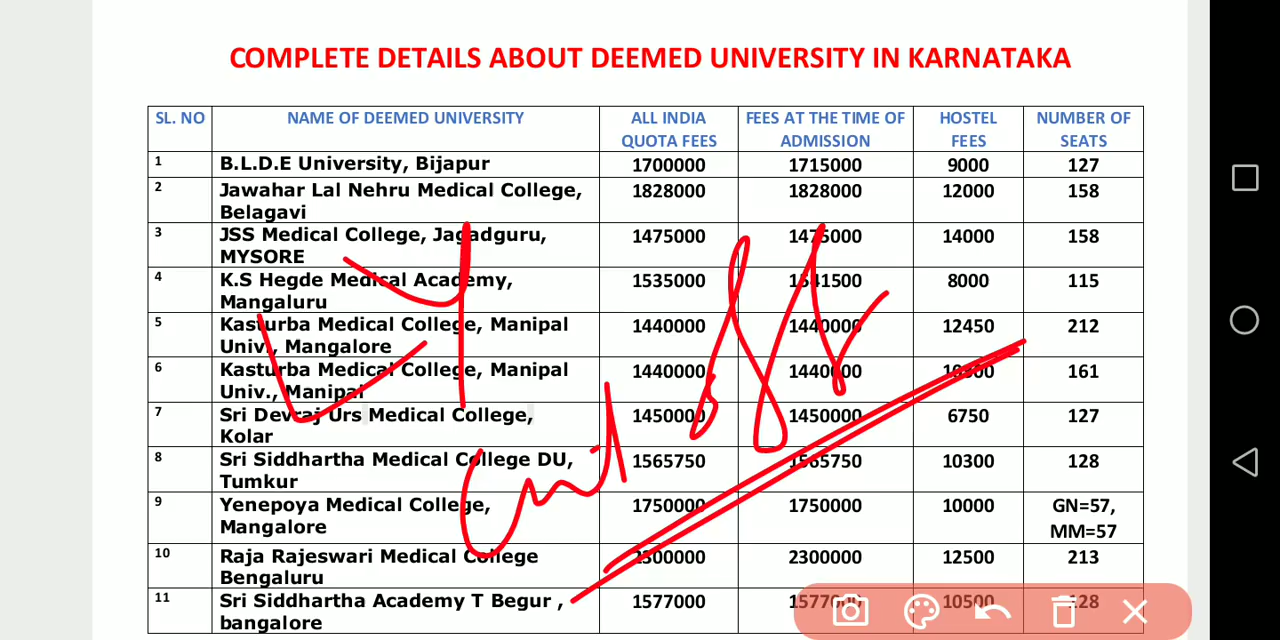 COMPLETE DETAILS ABOUT DEEMED UNIVERSITY IN KARNATAKA
SL. NO NAME OF DEEMED UNIVERSITY ALL INDIA QUOTA FEES FEES AT THE TIME OF ADMISSION HOSTEL FEES NUMBER OF SEATS
1 B.L.D.E University, Bijapur 1700000 1715000 9000 127
2 Jawahar Lal Nehru Medical College, 1828000 1828000 12000 158
Belagavi
3 JSS Medical College, Jagadguru, 1475000 1475000 14000 158
MYSORE
4 K.S Hegde Medical Academy, 1535000 1541500 8000 115
Mangaluru
5 Kasturba Medical College, Manipal 1440000 1440000 12450 212
Univ., Mangalore
6 Kasturba Medical College, Manipal 1440000 1440000 161
Univ., Manipal
7 Sri Devraj Urs Medical College, 1450000 1450000 6750 127
Kolar
8 Sri Siddhartha Medical College DU, 1565750 1565750 10300 128
Tumkur
9 Yenepoya Medical College, 1750000 1750000 10000 GN=57,
Mangalore MM=57
10 Raja Rajeswari Medical College 2300000 2300000 12500 213
Bengaluru
11 Sri Siddhartha Academy T Begur , 1577000 1577000 10500 128
bangalore